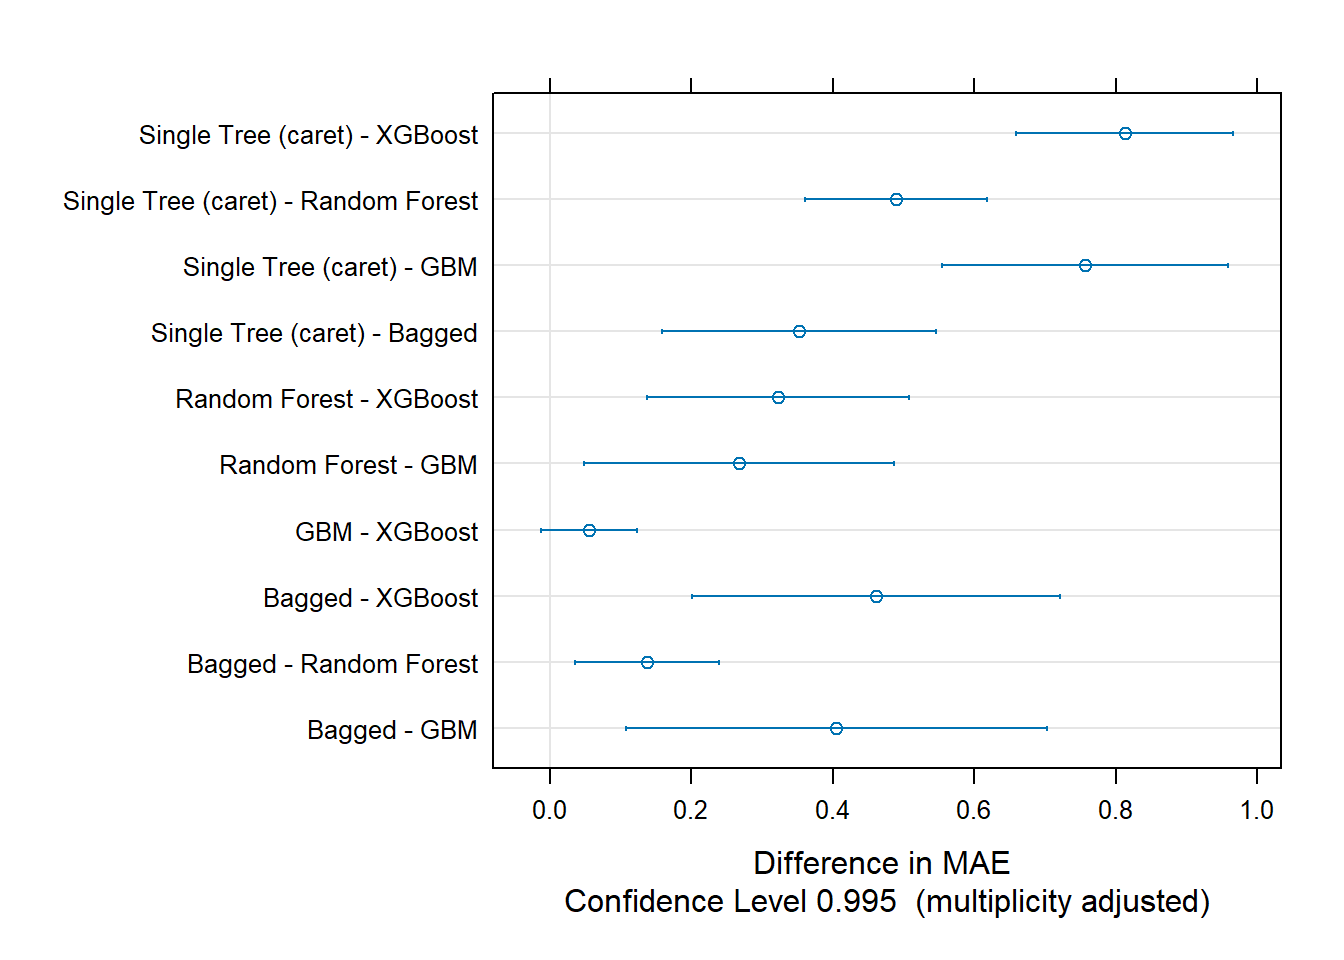 Single Tree (caret) - XGBoost
Single Tree (caret) - Random Forest
Single Tree (caret) - GBM
Single Tree (caret) - Bagged
Random Forest - XGBoost
Random Forest - GBM
GBM - XGBoost
Bagged - XGBoost
Bagged - Random Forest
Bagged - GBM
0.0 0.2 0.4 0.6 0.8 1.0
Difference in MAE
Confidence Level 0.995  (multiplicity adjusted)